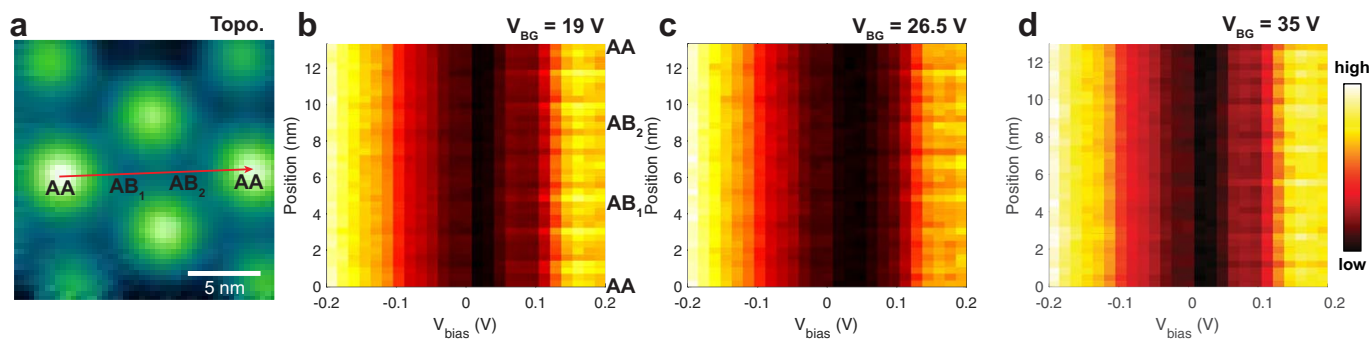 a
Topo.
AA
AB1
AB2
AA
5 nm
b
VBG = 19 V
Position (nm)
12
10
8
6
4
2
0
-0.2
-0.1
0
0.1
0.2
Vbias (V)
AA
AB2
AB1
AA
c
VBG = 26.5 V
Position (nm)
12
10
8
6
4
2
0
-0.2
-0.1
0
0.1
0.2
Vbias (V)
d
VBG = 35 V
Position (nm)
12
10
8
6
4
2
0
-0.2
-0.1
0
0.1
0.2
Vbias (V)
high
low